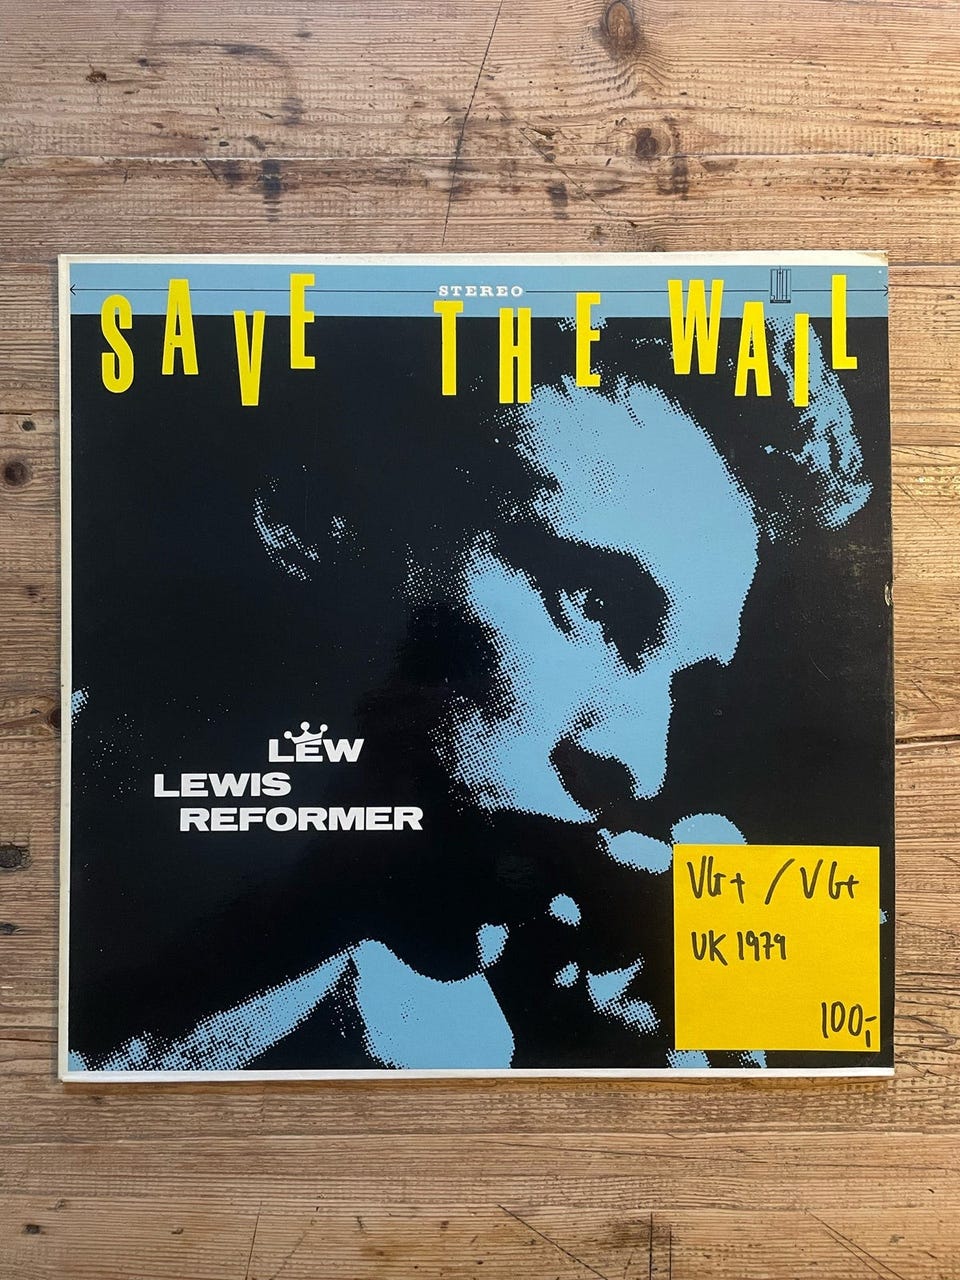 STEREO
SAVE THE WAIL
LEW
LEWIS
REFORMER
VG+ / VG+
UK 1979
100,-